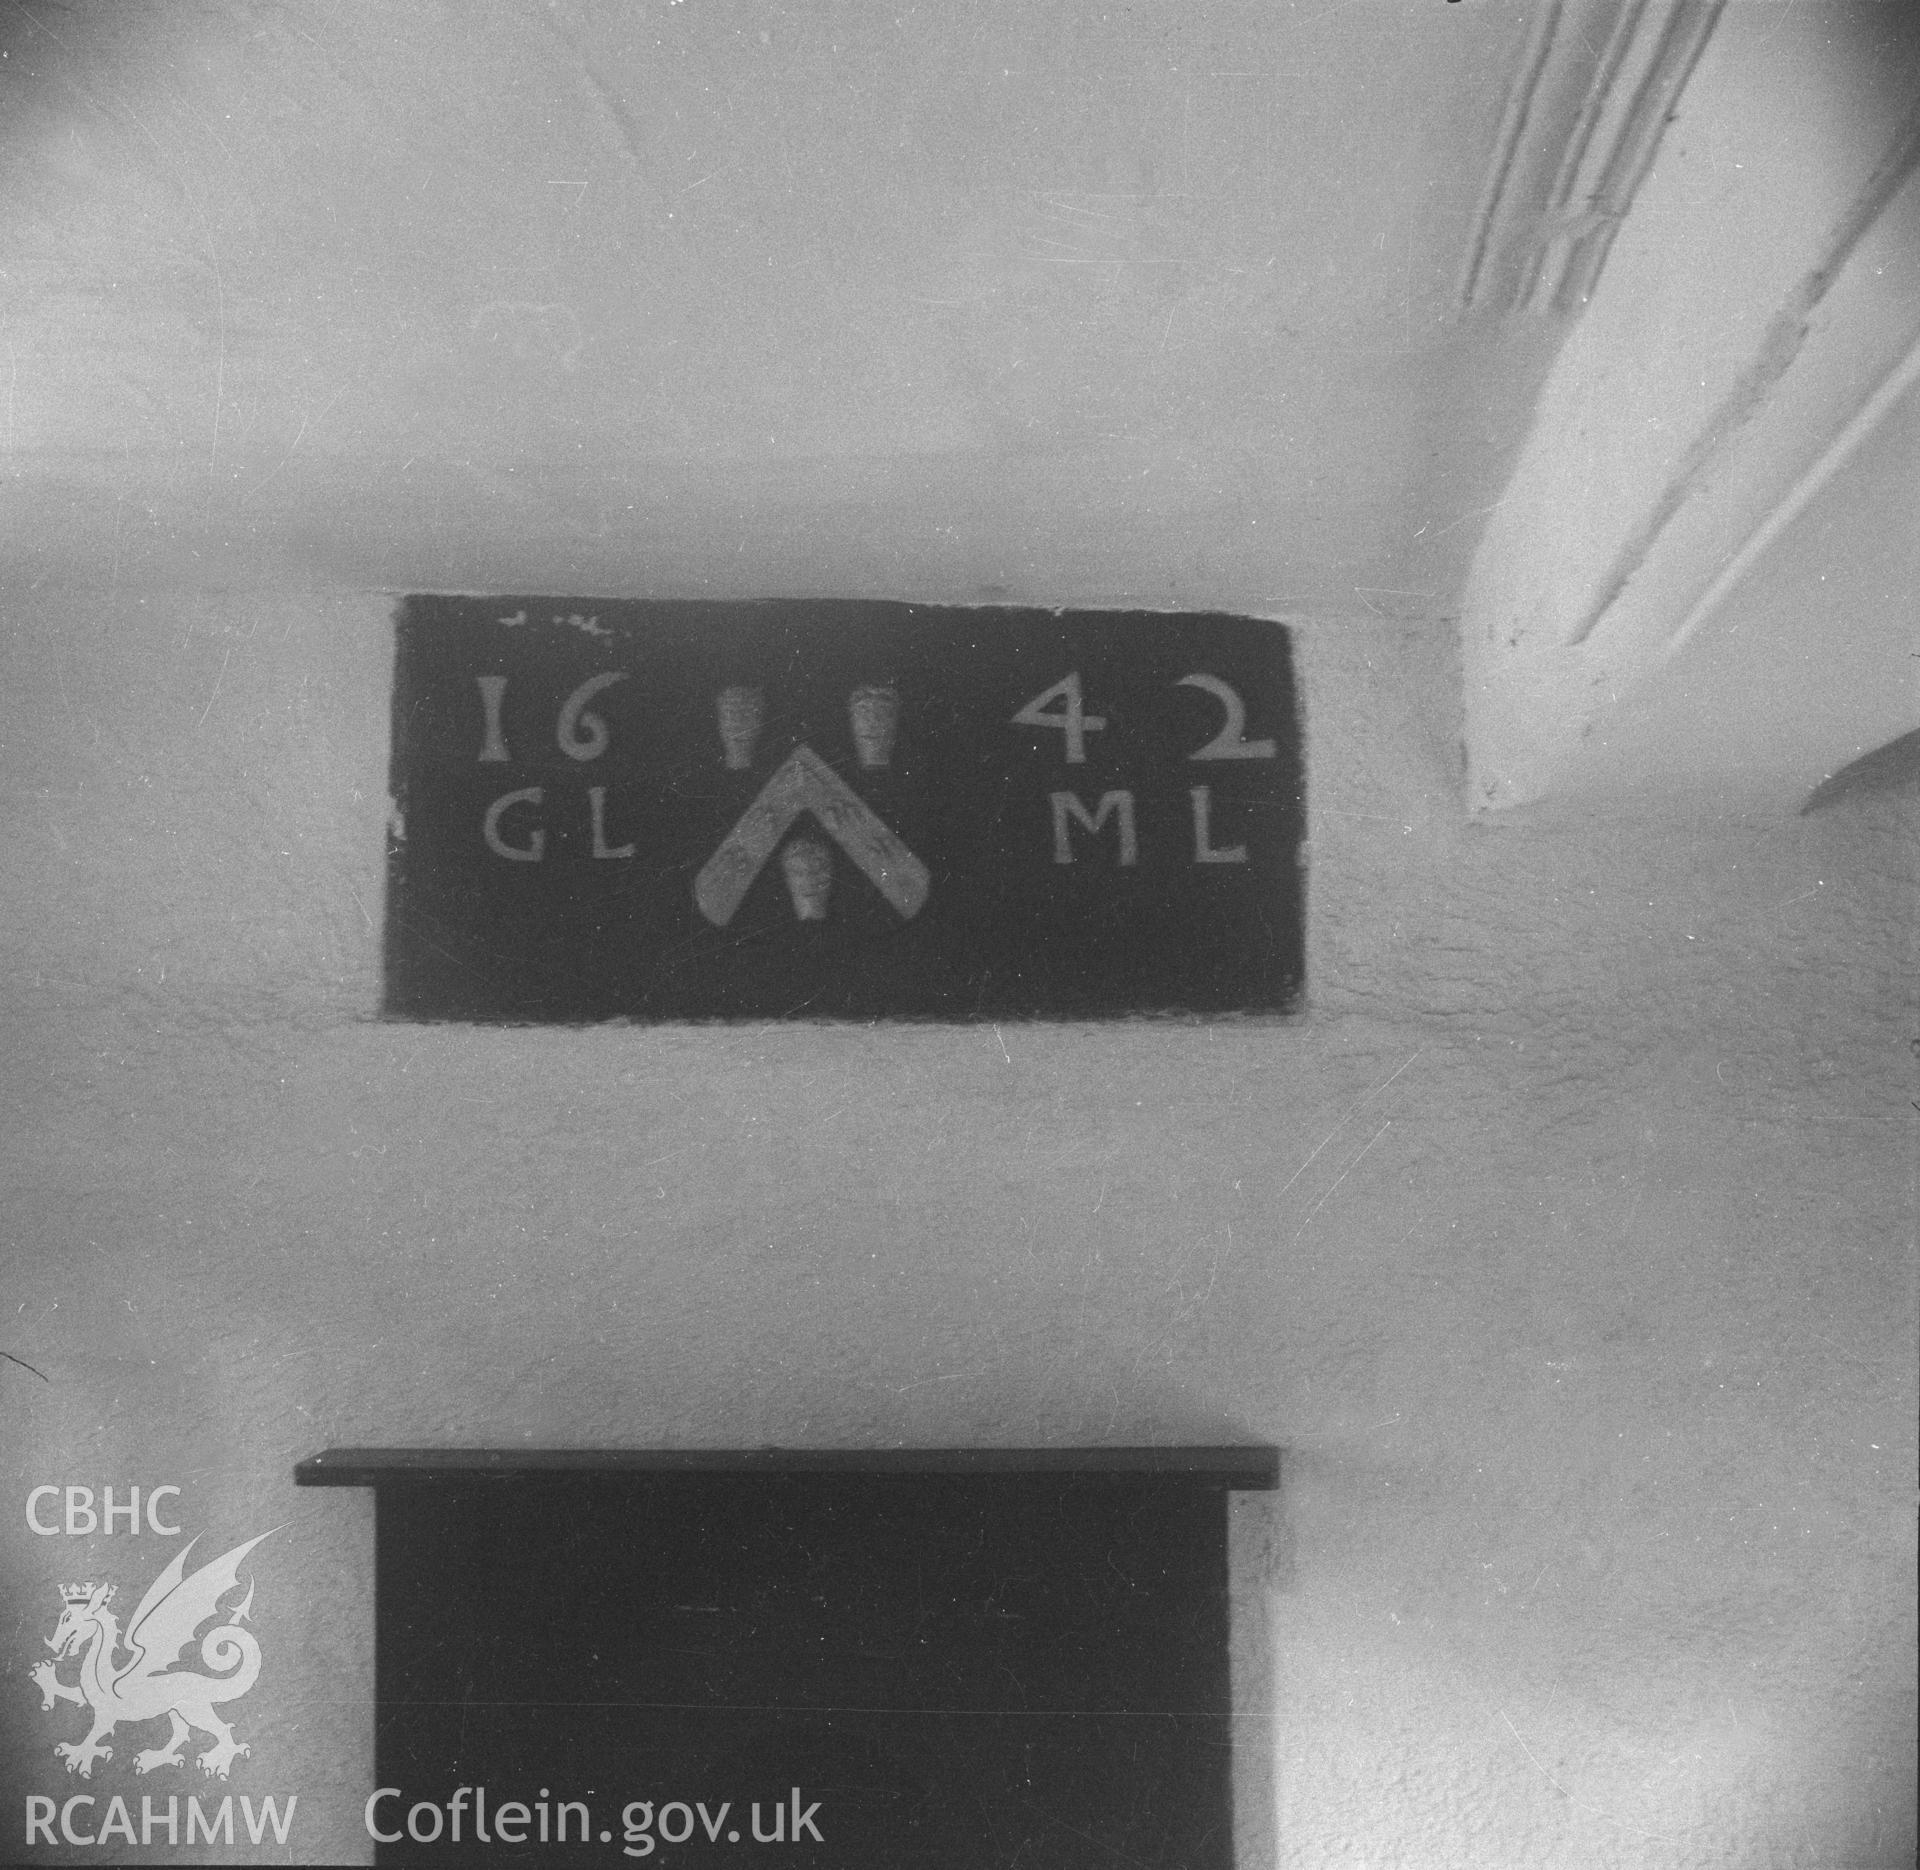 16 42
GL ML
CBHC
RCAHMW Coflein.gov.uk